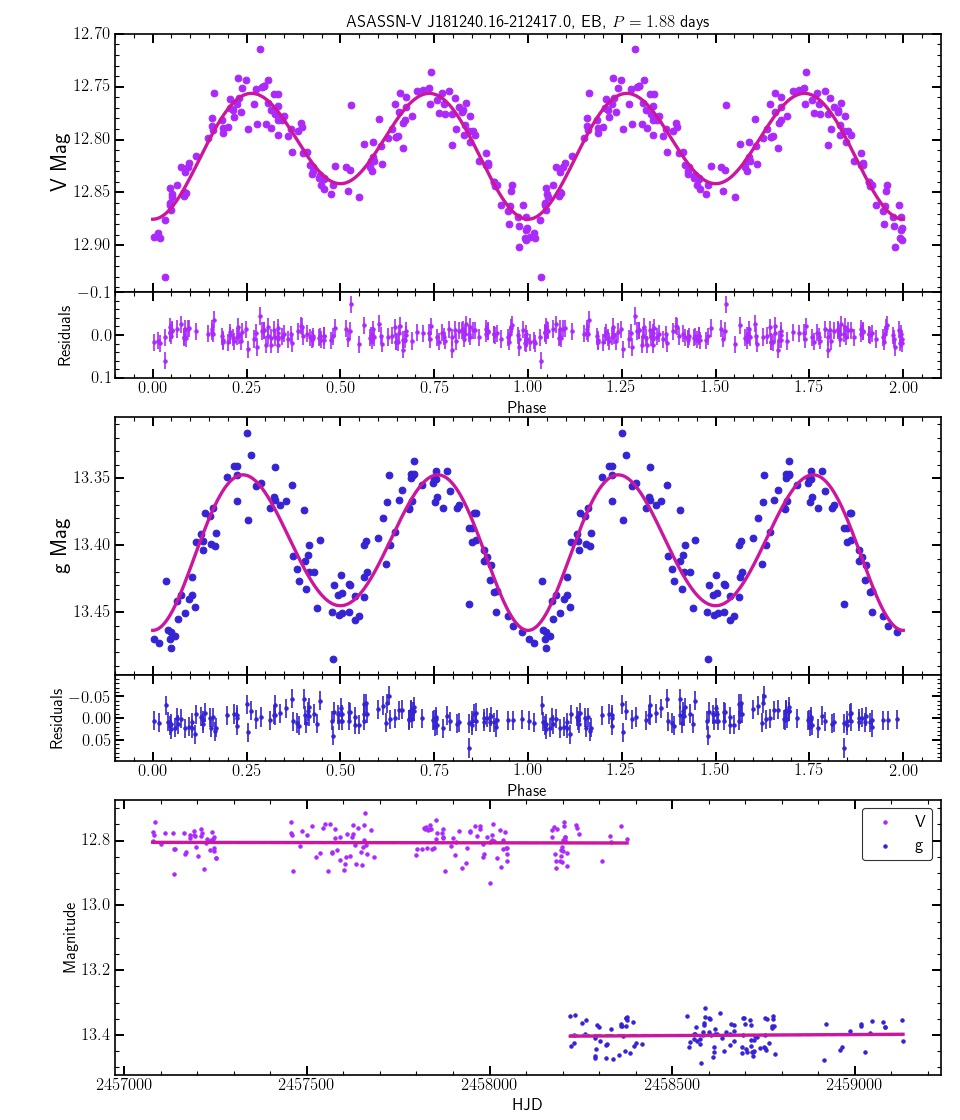 ASASSN-V J181240.16-212417.0, EB, P = 1.88 days
12.70
12.75
12.80
12.85
12.90
V Mag
−0.1
0.0
0.1
Residuals
0.00 0.25 0.50 0.75 1.00 1.25 1.50 1.75 2.00
Phase
13.35
13.40
13.45
g Mag
−0.05
0.00
0.05
Residuals
0.00 0.25 0.50 0.75 1.00 1.25 1.50 1.75 2.00
Phase
V
g
12.8
13.0
13.2
13.4
Magnitude
2457000 2457500 2458000 2458500 2459000
HJD